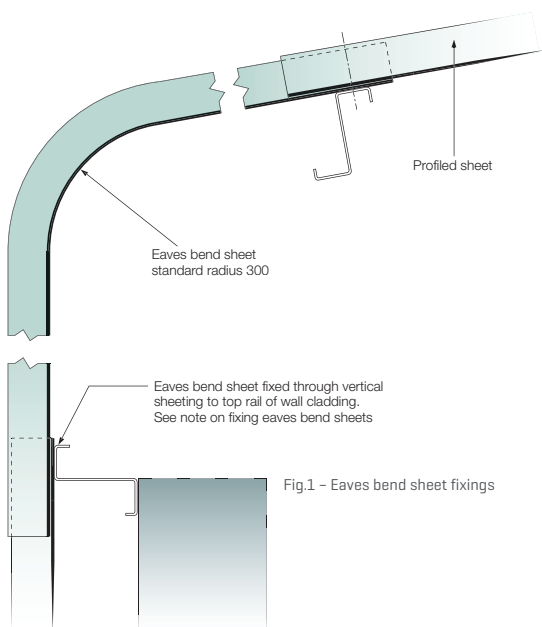 Profiled sheet
Eaves bend sheet
standard radius 300
Eaves bend sheet fixed through vertical
sheeting to top rail of wall cladding.
See note on fixing eaves bend sheets
Fig.1 – Eaves bend sheet fixings